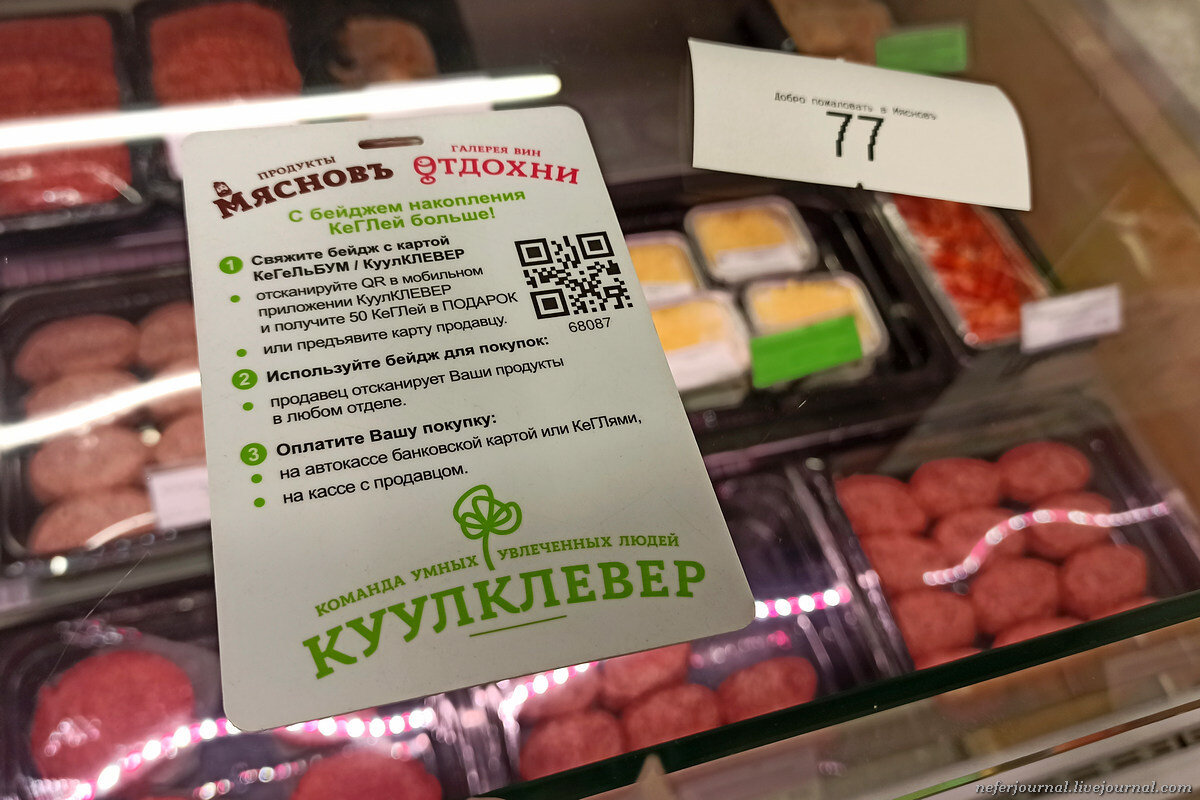 ПРОДУКТЫ
МЯСНОВЪ
ГАЛЕРЕЯ ВИН
ОТДОХНИ
С бейджем накопления
КеГЛей больше!
1 Свяжите бейдж с картой
КеГеЛьБУМ / КуулКЛЕВЕР
• отсканируйте QR в мобильном
приложении КуулКЛЕВЕР
и получите 50 КеГЛей в ПОДАРОК
• или предъявите карту продавцу.
68087
2 Используйте бейдж для покупок:
• продавец отсканирует Ваши продукты
в любом отделе.
3 Оплатите Вашу покупку:
• на автокассе банковской картой или КеГЛями,
• на кассе с продавцом.
КОМАНДА УМНЫХ УВЛЕЧЕННЫХ ЛЮДЕЙ
КУУЛКЛЕВЕР
Добро пожаловать в Мясновъ
77
neferjournal.livejournal.com